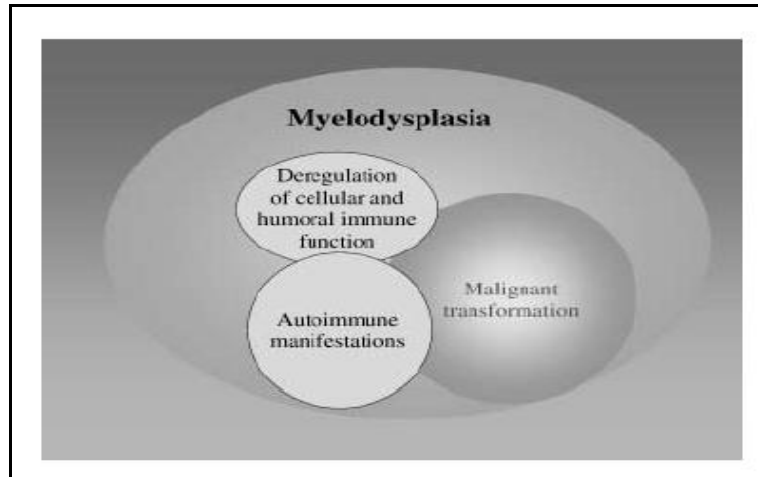 Myelodysplasia
Deregulation
of cellular and
humoral immune
function
Autoimmune
manifestations
Malignant
transformation